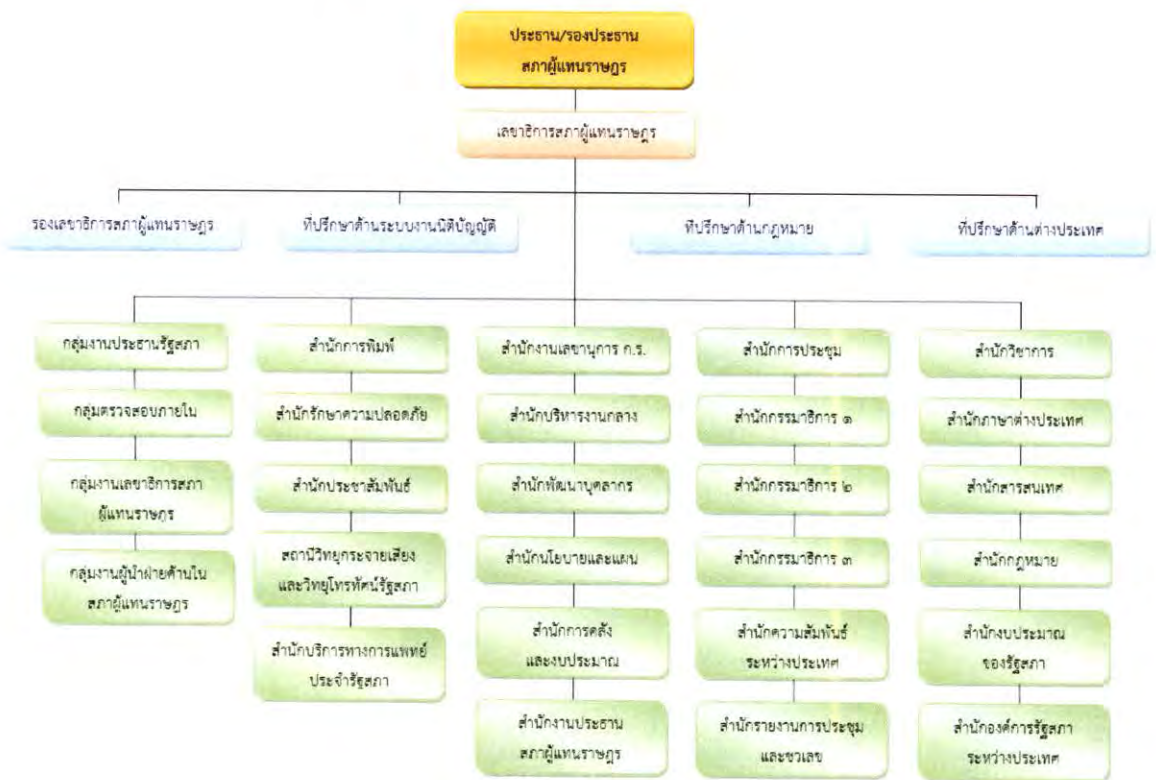 ประธาน/รองประธาน
สภาผู้แทนราษฎร
เลขาธิการสภาผู้แทนราษฎร
รองเลขาธิการสภาผู้แทนราษฎร
ที่ปรึกษาด้านระบบงานนิติบัญญัติ
ที่ปรึกษาด้านกฎหมาย
ที่ปรึกษาด้านต่างประเทศ
กลุ่มงานประธานรัฐสภา
กลุ่มตรวจสอบภายใน
กลุ่มงานเลขาธิการสภา
ผู้แทนราษฎร
กลุ่มงานผู้นำฝ่ายค้านใน
สภาผู้แทนราษฎร
สำนักการพิมพ์
สำนักรักษาความปลอดภัย
สำนักประชาสัมพันธ์
สถานีวิทยุกระจายเสียง
และวิทยุโทรทัศน์รัฐสภา
สำนักบริการทางการแพทย์
ประจำรัฐสภา
สำนักงานเลขานุการ ก.ร.
สำนักบริหารงานกลาง
สำนักพัฒนาบุคลากร
สำนักนโยบายและแผน
สำนักการคลัง
และงบประมาณ
สำนักงานประธาน
สภาผู้แทนราษฎร
สำนักการประชุม
สำนักกรรมาธิการ ๑
สำนักกรรมาธิการ ๒
สำนักกรรมาธิการ ๓
สำนักความสัมพันธ์
ระหว่างประเทศ
สำนักรายงานการประชุม
และชวเลข
สำนักวิชาการ
สำนักภาษาต่างประเทศ
สำนักสารสนเทศ
สำนักกฎหมาย
สำนักงบประมาณ
ของรัฐสภา
สำนักองค์การรัฐสภา
ระหว่างประเทศ